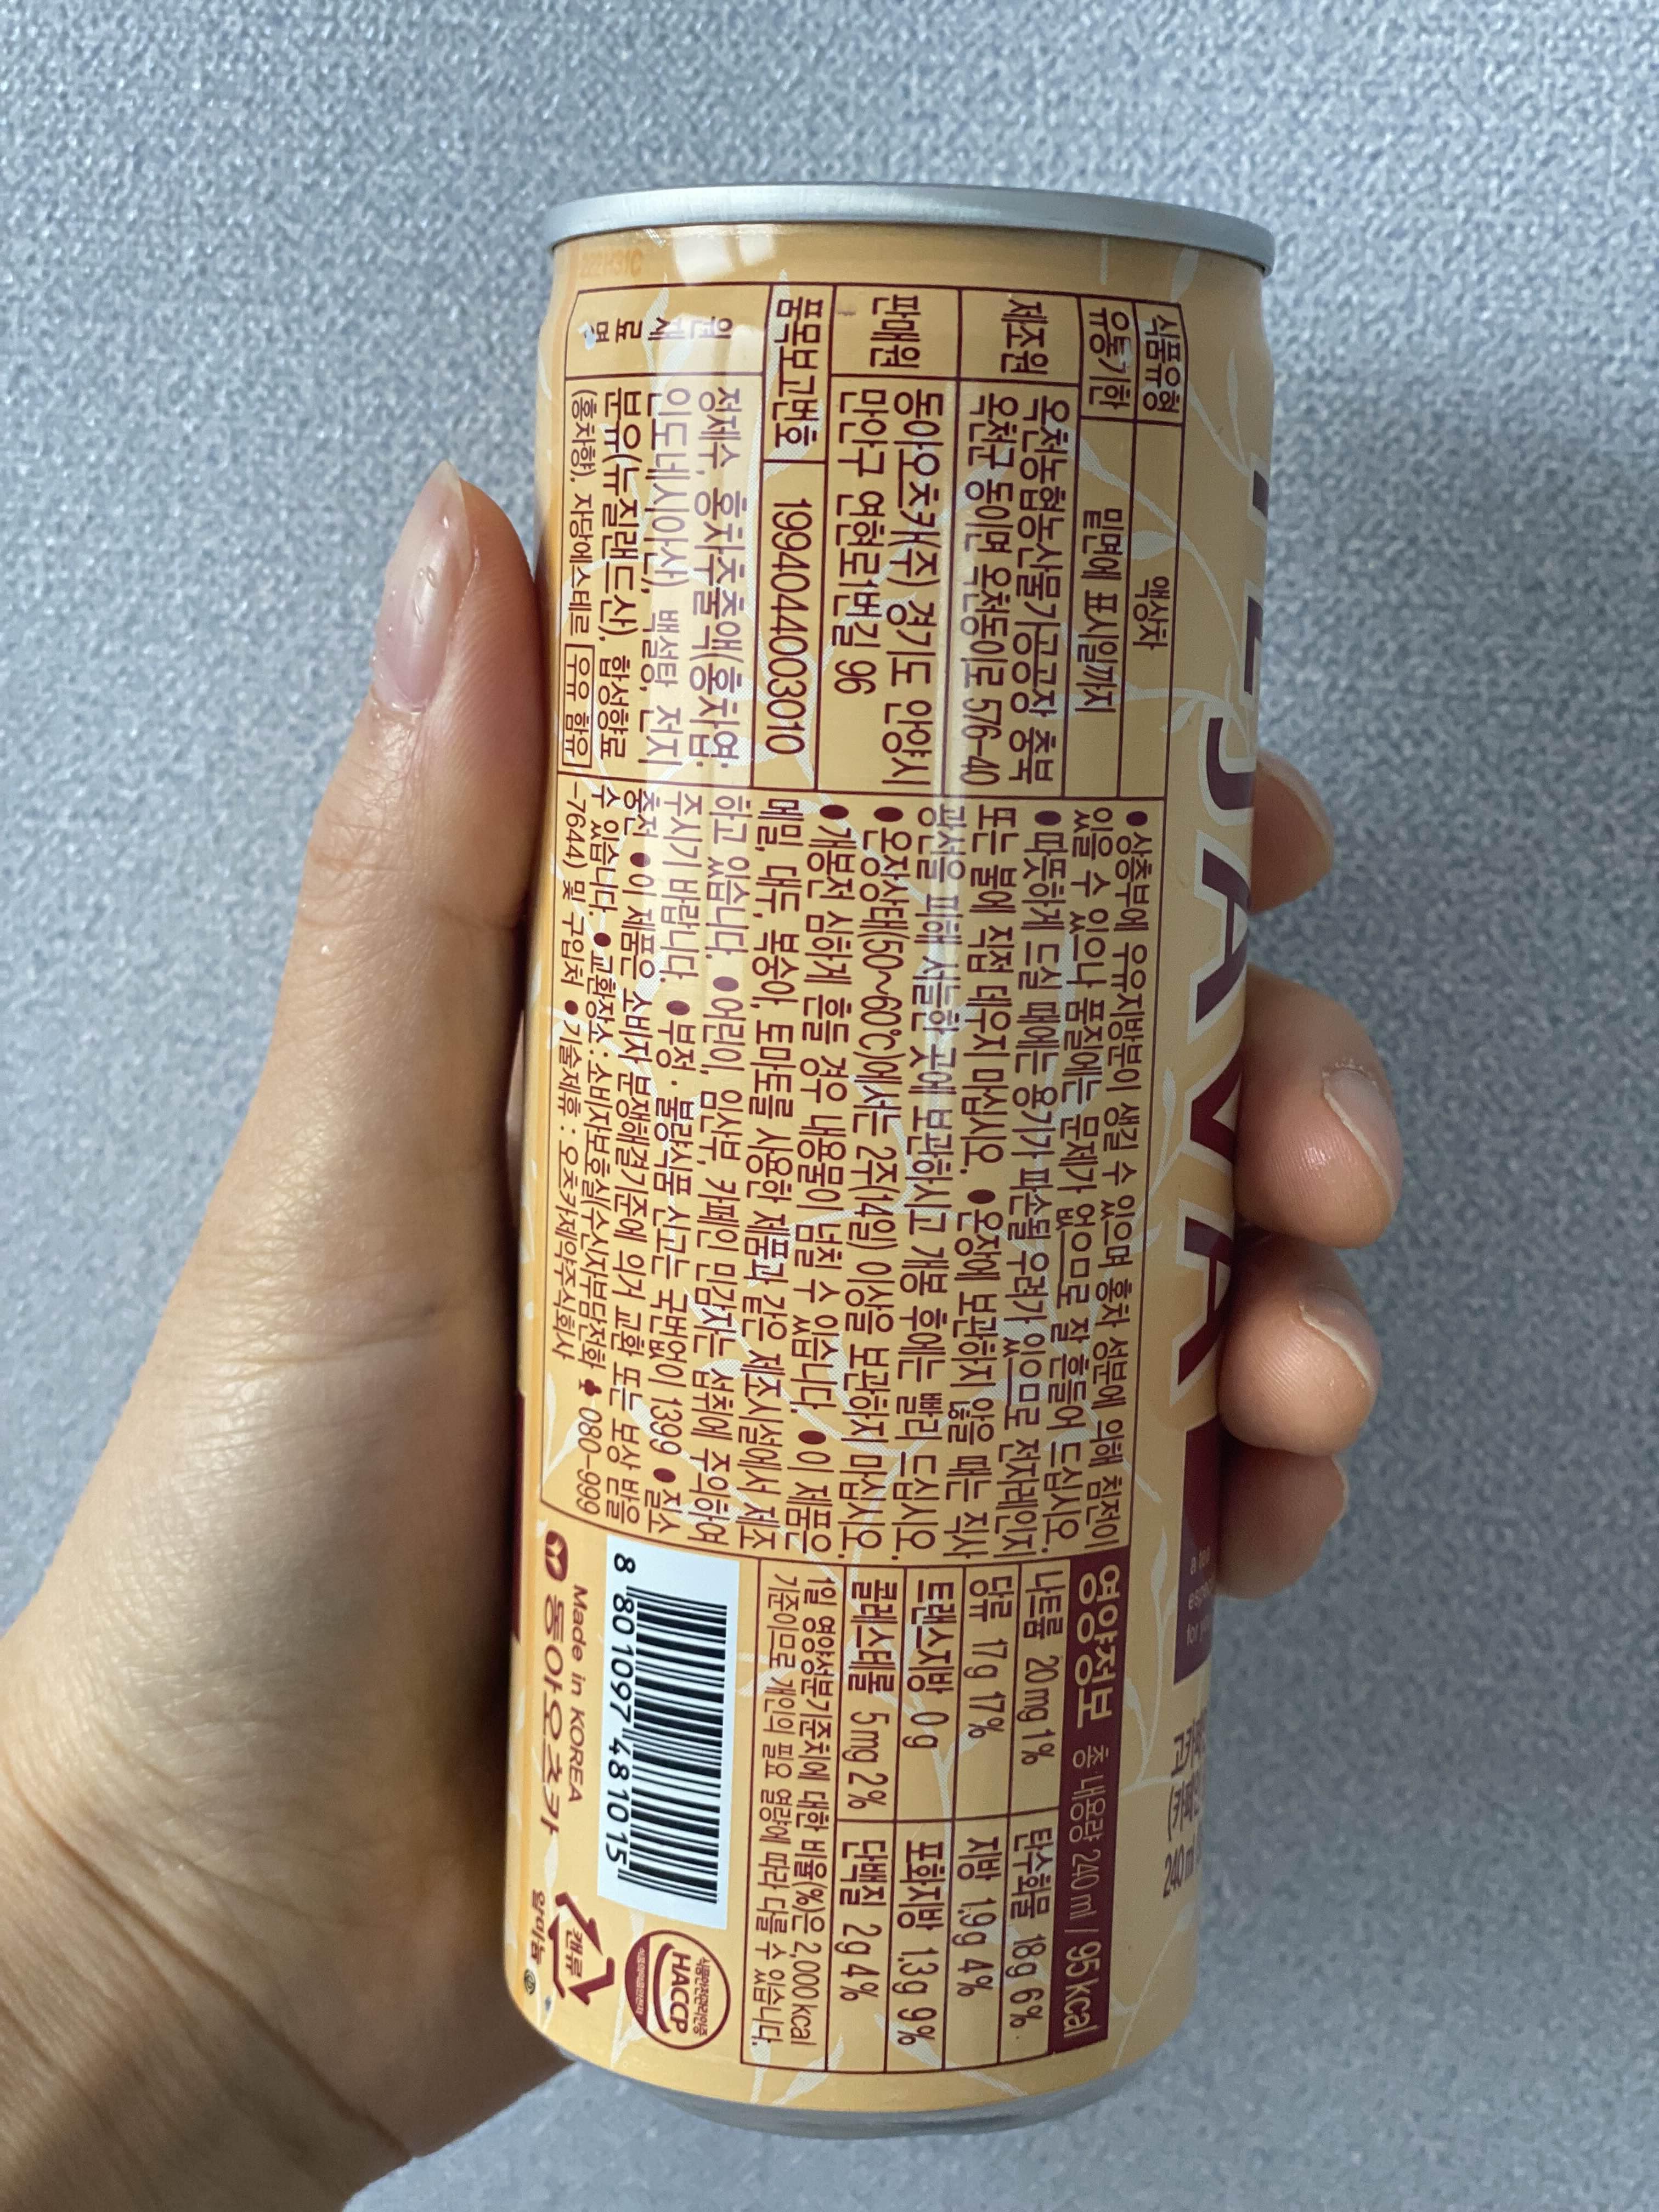 EJAVA
a tea
고카페인
240 ml
식품유형 액상차
유통기한 밑면에 표시일까지
제조원 옥천농협농산물가공공장 충북
옥천군 동이면 옥천동이로 576-40
판매원 동아오츠카(주) 경기도 안양시
만안구 연현로1번길 96
품목보고번호 19940440003010
원재료명 정제수, 홍차추출액(홍차엽:
인도네시아산), 백설탕, 전지
분유(뉴질랜드산), 합성향료
(홍차향), 자당에스테르 우유 함유
●상층부에 우유지방분이 생길 수 있으며 홍차 성분에 의해 침전이
있을 수 있으나 품질에는 문제가 없으므로 잘 흔들어 드십시오.
●따뜻하게 드실 때에는 용기가 파손될 우려가 있으므로 전자레인지
또는 불에 직접 데우지 마십시오. ●온장에 보관하지 않을 때는 직사
광선을 피해 서늘한 곳에 보관하시고 개봉 후에는 빨리 드십시오.
●온장상태(50~60℃)에서는 2주(14일) 이상을 보관하지 마십시오.
●개봉전 심하게 흔들 경우 내용물이 넘칠 수 있습니다. ●이 제품은
메밀, 대두, 복숭아, 토마토를 사용한 제품과 같은 제조시설에서 제조
하고 있습니다. ●어린이, 임산부, 카페인 민감자는 섭취에 주의하여
주시기 바랍니다. ●부정·불량식품 신고는 국번없이 1399 ●질소
충전 ●이 제품은 소비자 분쟁해결기준에 의거 교환 또는 보상 받을
수 있습니다. ●교환장소 : 소비자보호실(수신자부담전화 080-999
-7644) 및 구입처 ●기술제휴 : 오츠카제약주식회사
영양정보 총 내용량 240 ml / 95 kcal
나트륨 20 mg 1% 탄수화물 18 g 6%
당류 17 g 17% 지방 1.9 g 4%
트랜스지방 0 g 포화지방 1.3 g 9%
콜레스테롤 5 mg 2% 단백질 2 g 4%
1일 영양성분기준치에 대한 비율(%)은 2,000 kcal
기준이므로 개인의 필요 열량에 따라 다를 수 있습니다.
8 801097 481015
HACCP
Made in KOREA
동아오츠카
캔류
알미늄